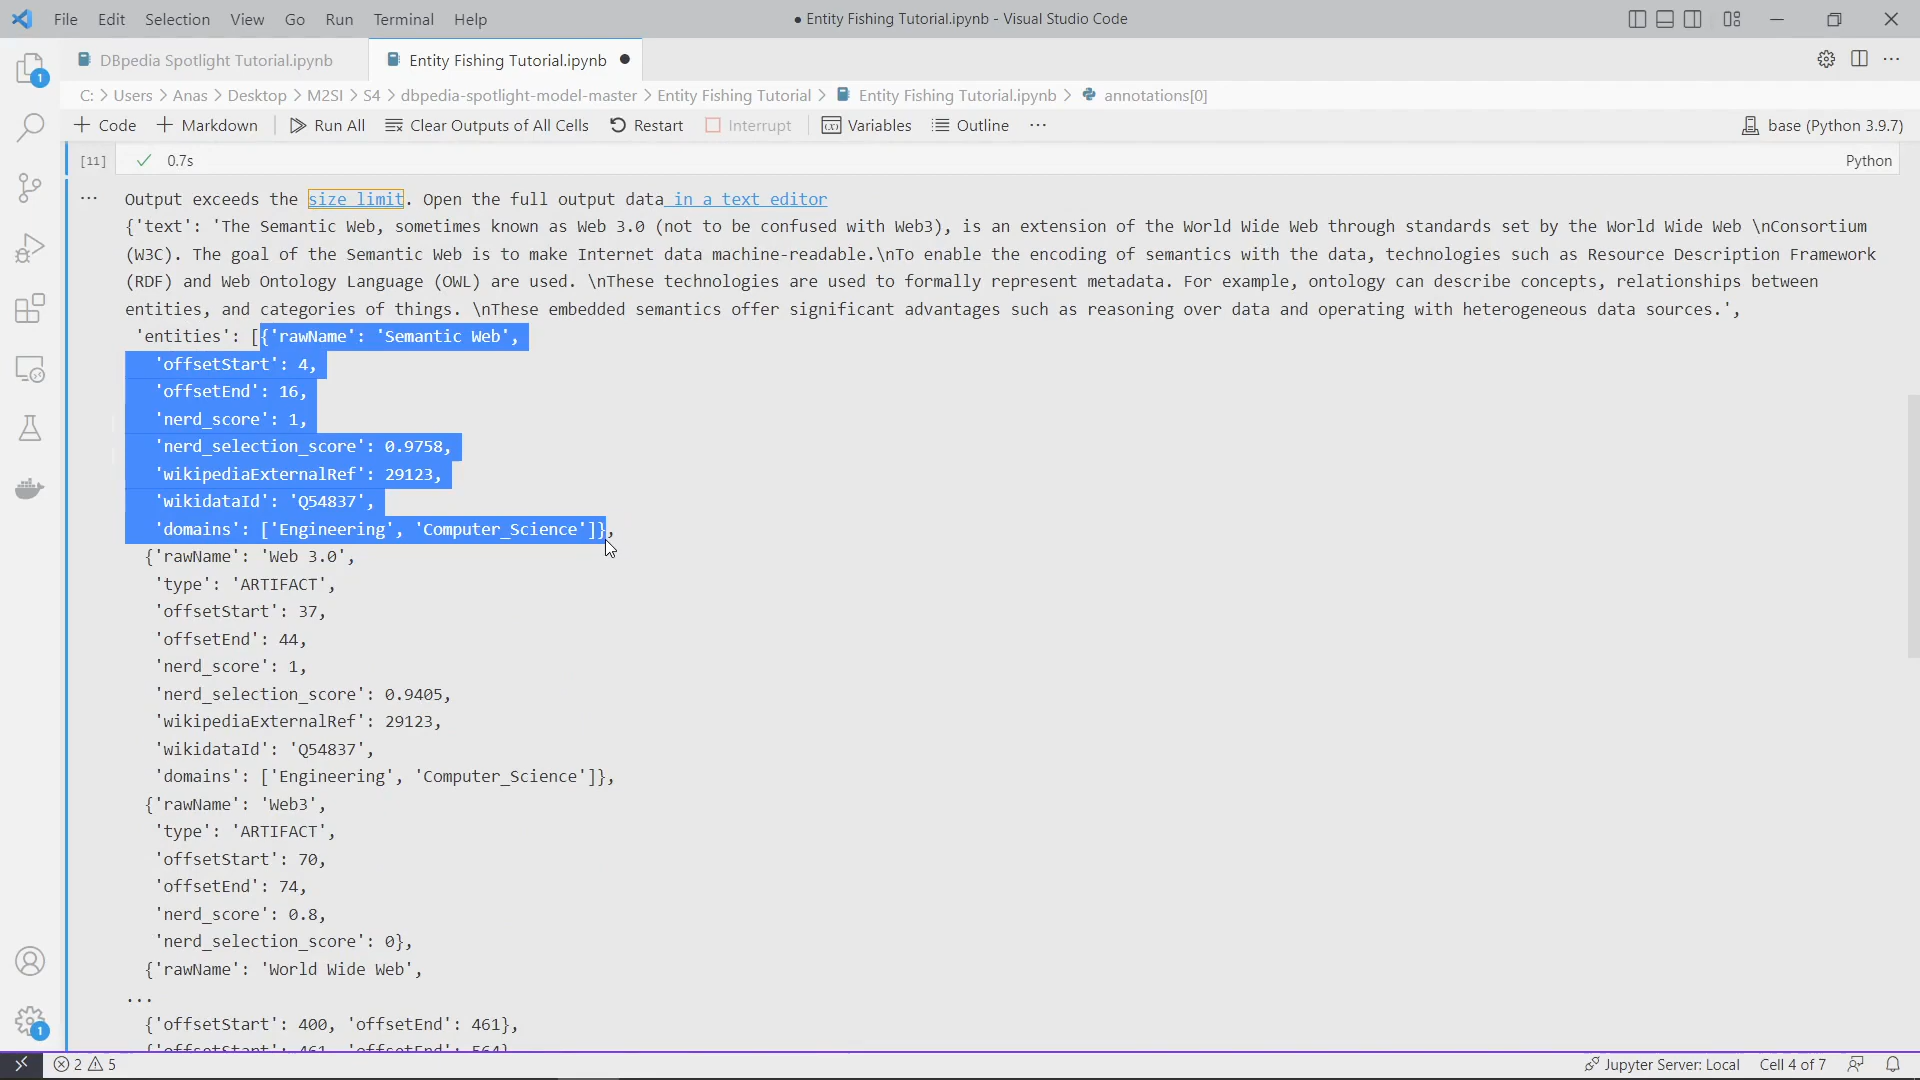 File Edit Selection View Go Run Terminal Help
● Entity Fishing Tutorial.ipynb - Visual Studio Code
DBpedia Spotlight Tutorial.ipynb
Entity Fishing Tutorial.ipynb ●
C: > Users > Anas > Desktop > M2SI > S4 > dbpedia-spotlight-model-master > Entity Fishing Tutorial > Entity Fishing Tutorial.ipynb > annotations[0]
+ Code + Markdown Run All Clear Outputs of All Cells Restart Interrupt Variables Outline ··· base (Python 3.9.7)
[11] ✓ 0.7s Python
··· Output exceeds the size limit. Open the full output data in a text editor
{'text': 'The Semantic Web, sometimes known as Web 3.0 (not to be confused with Web3), is an extension of the World Wide Web through standards set by the World Wide Web \nConsortium
(W3C). The goal of the Semantic Web is to make Internet data machine-readable.\nTo enable the encoding of semantics with the data, technologies such as Resource Description Framework
(RDF) and Web Ontology Language (OWL) are used. \nThese technologies are used to formally represent metadata. For example, ontology can describe concepts, relationships between
entities, and categories of things. \nThese embedded semantics offer significant advantages such as reasoning over data and operating with heterogeneous data sources.',
'entities': [{'rawName': 'Semantic Web',
'offsetStart': 4,
'offsetEnd': 16,
'nerd_score': 1,
'nerd_selection_score': 0.9758,
'wikipediaExternalRef': 29123,
'wikidataId': 'Q54837',
'domains': ['Engineering', 'Computer_Science']},
{'rawName': 'Web 3.0',
'type': 'ARTIFACT',
'offsetStart': 37,
'offsetEnd': 44,
'nerd_score': 1,
'nerd_selection_score': 0.9405,
'wikipediaExternalRef': 29123,
'wikidataId': 'Q54837',
'domains': ['Engineering', 'Computer_Science']},
{'rawName': 'Web3',
'type': 'ARTIFACT',
'offsetStart': 70,
'offsetEnd': 74,
'nerd_score': 0.8,
'nerd_selection_score': 0},
{'rawName': 'World Wide Web',
...
{'offsetStart': 400, 'offsetEnd': 461},
{'offsetStart': 461, 'offsetEnd': 564}
1
1
2 5 Jupyter Server: Local Cell 4 of 7